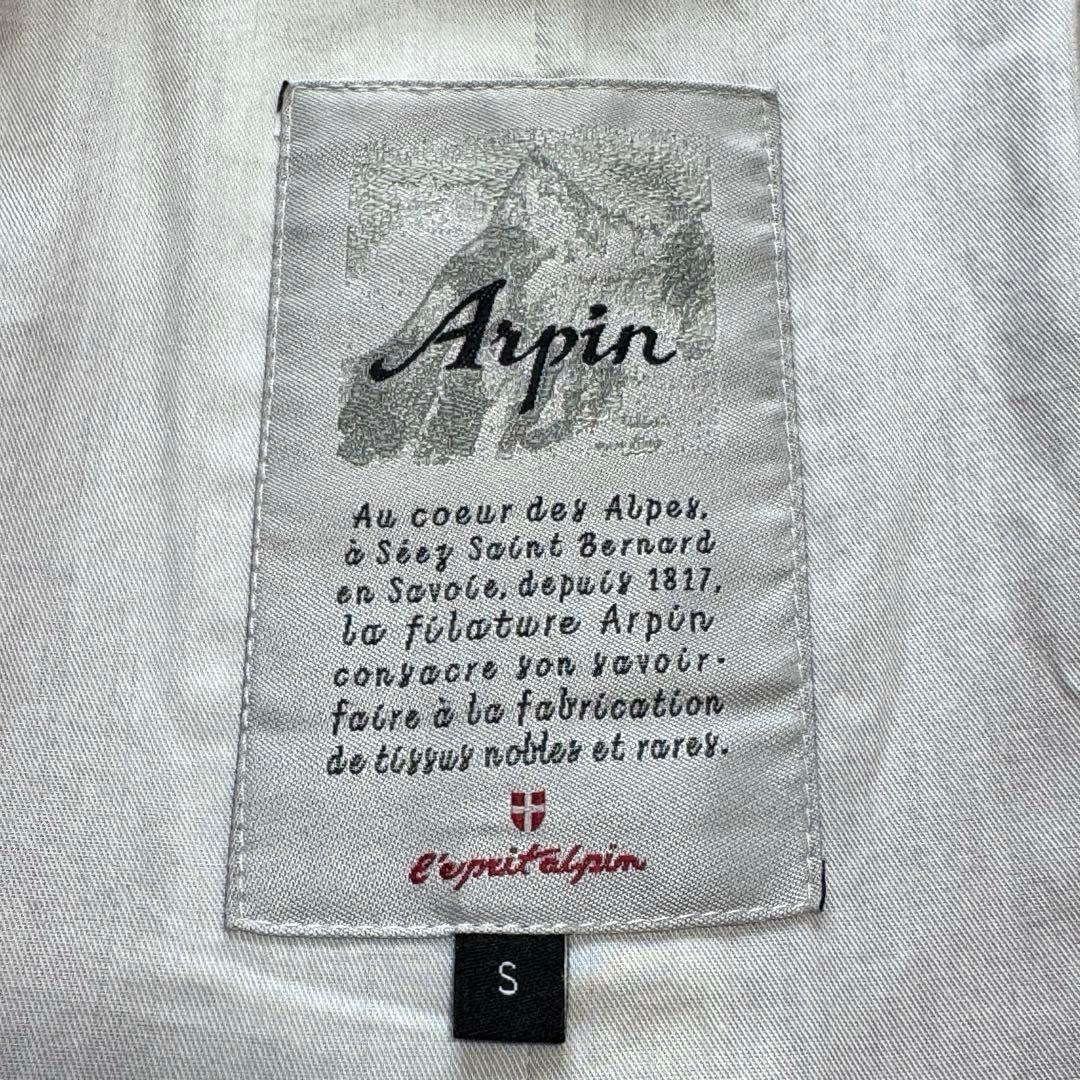 Arpin
Au coeur des Alpes,
à Séez Saint Bernard
en Savoie, depuis 1817,
la filature Arpin
consacre son savoir-
faire à la fabrication
de tissus nobles et rares.
l'esprit alpin
S